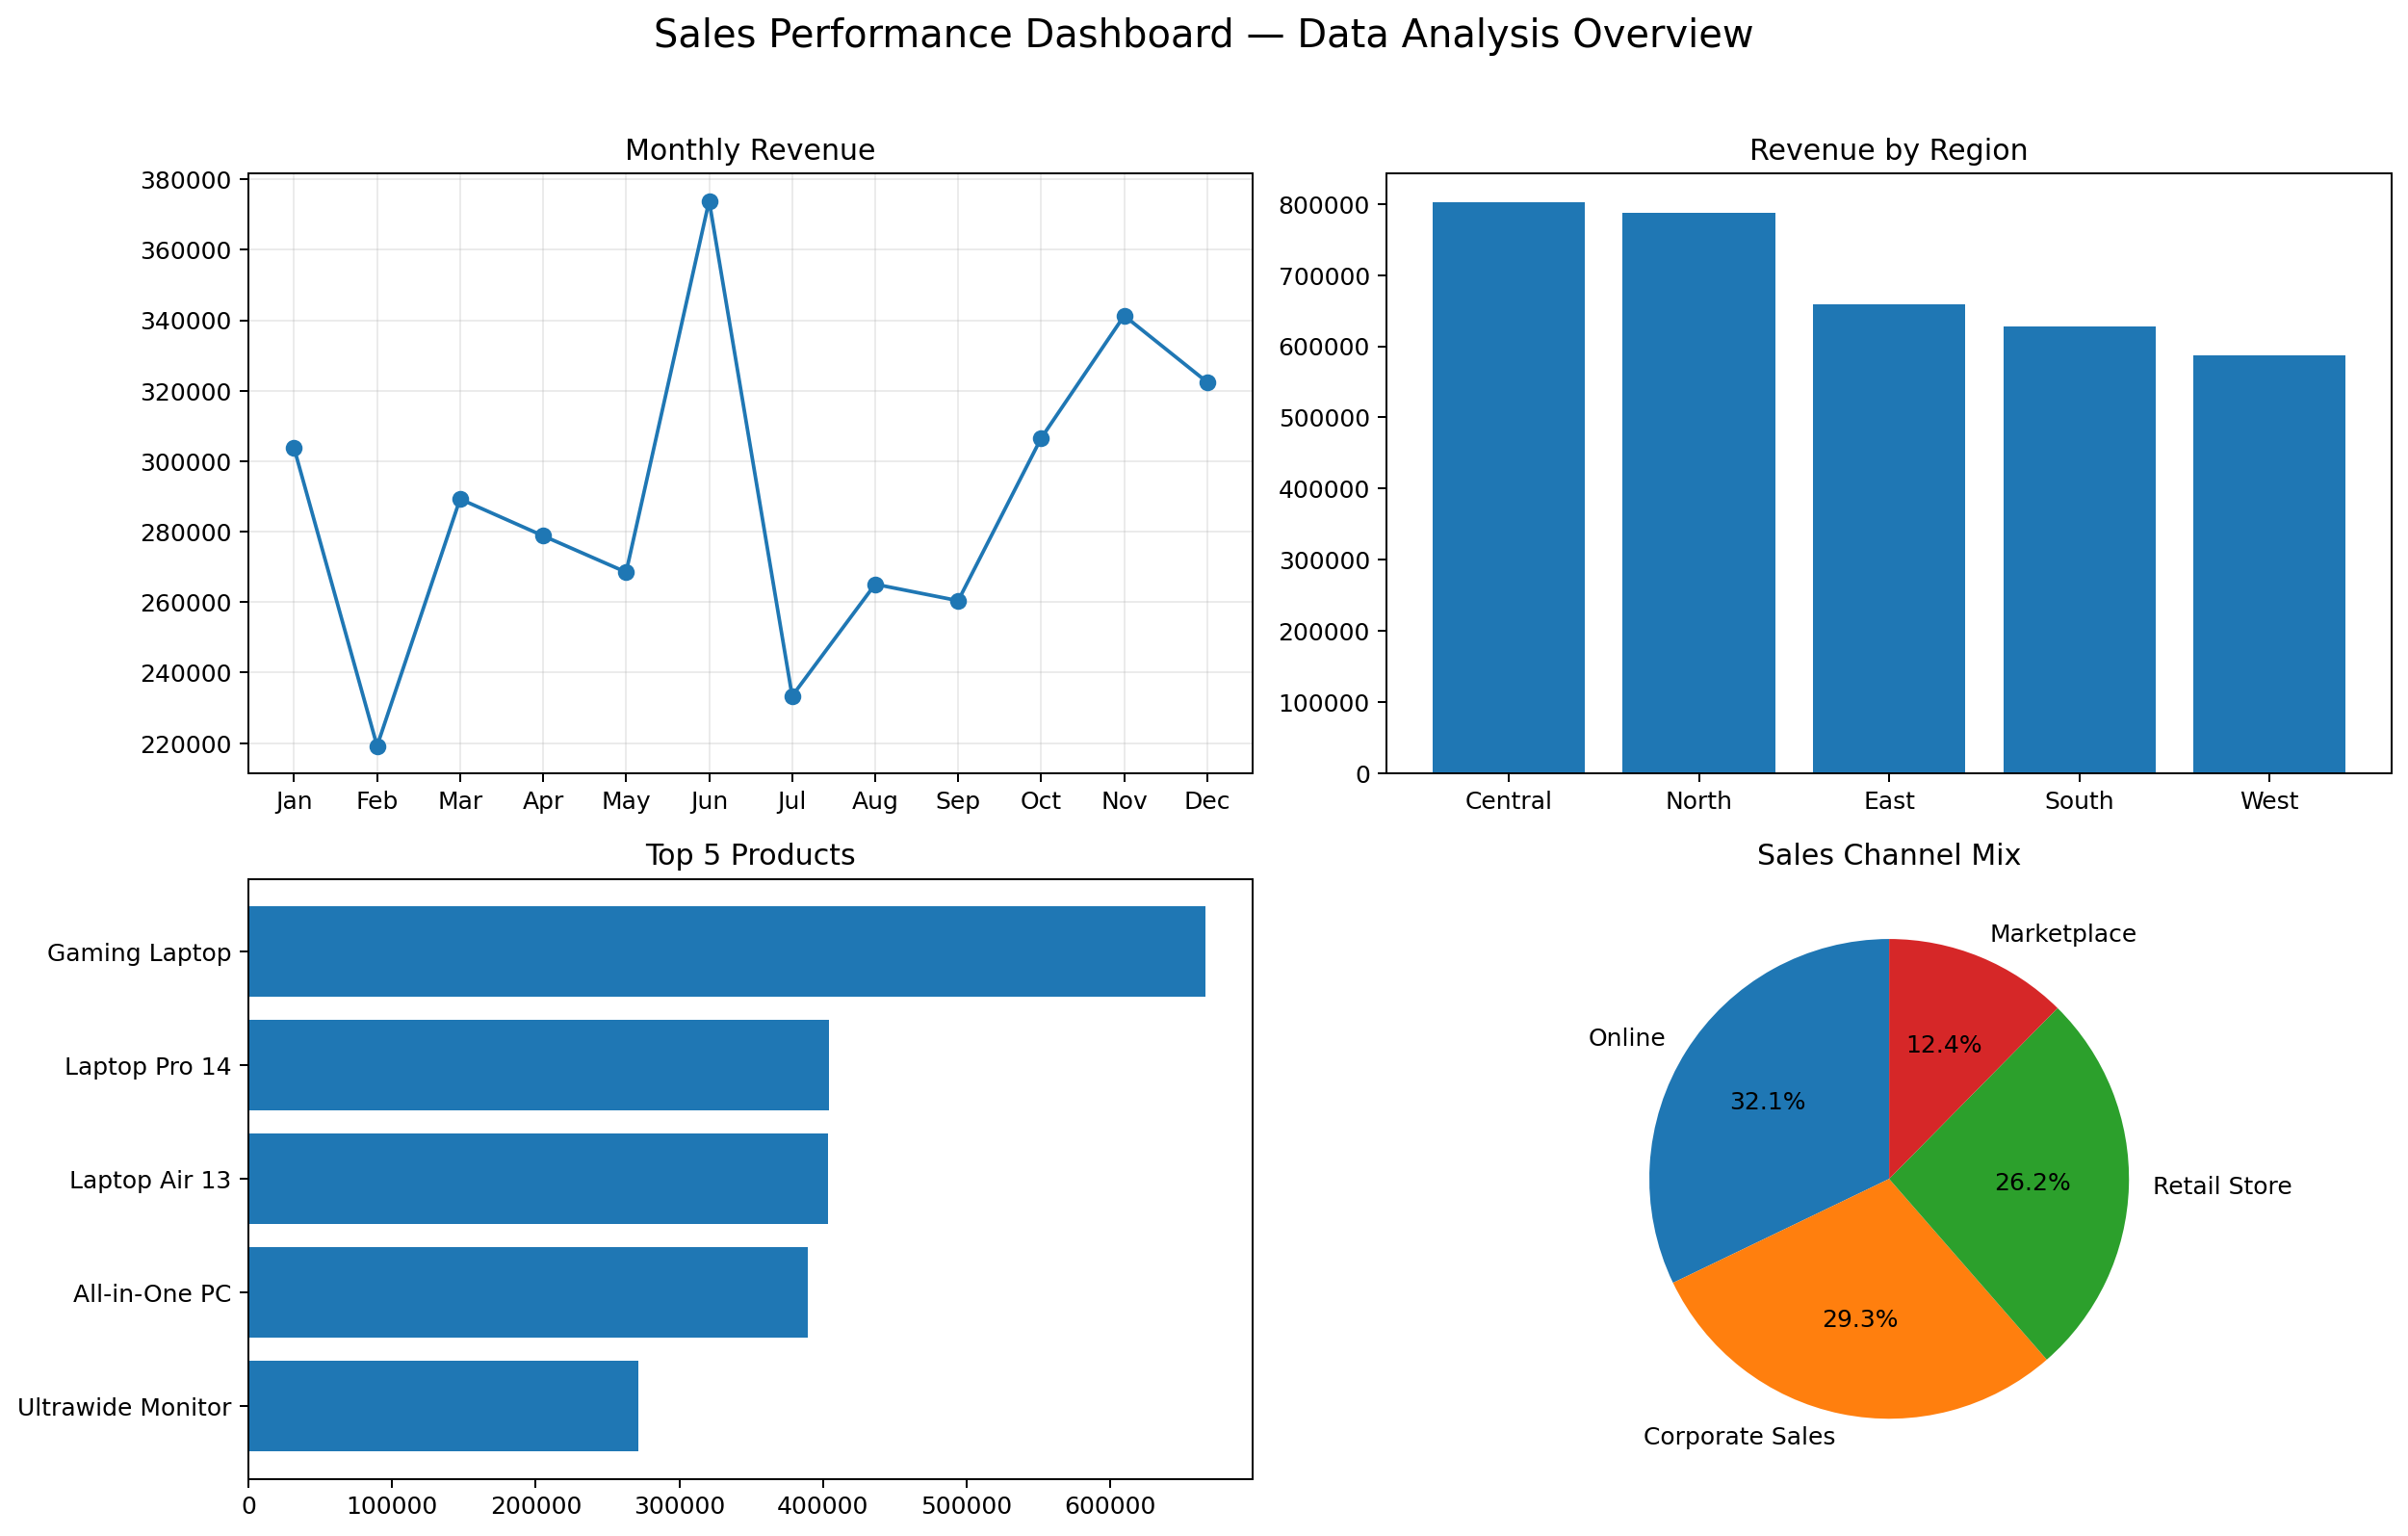 Sales Performance Dashboard — Data Analysis Overview
Monthly Revenue
380000
360000
340000
320000
300000
280000
260000
240000
220000
Jan Feb Mar Apr May Jun Jul Aug Sep Oct Nov Dec
Revenue by Region
800000
700000
600000
500000
400000
300000
200000
100000
0
Central North East South West
Top 5 Products
Gaming Laptop
Laptop Pro 14
Laptop Air 13
All-in-One PC
Ultrawide Monitor
0 100000 200000 300000 400000 500000 600000
Sales Channel Mix
Marketplace
12.4%
Online
32.1%
Retail Store
26.2%
29.3%
Corporate Sales